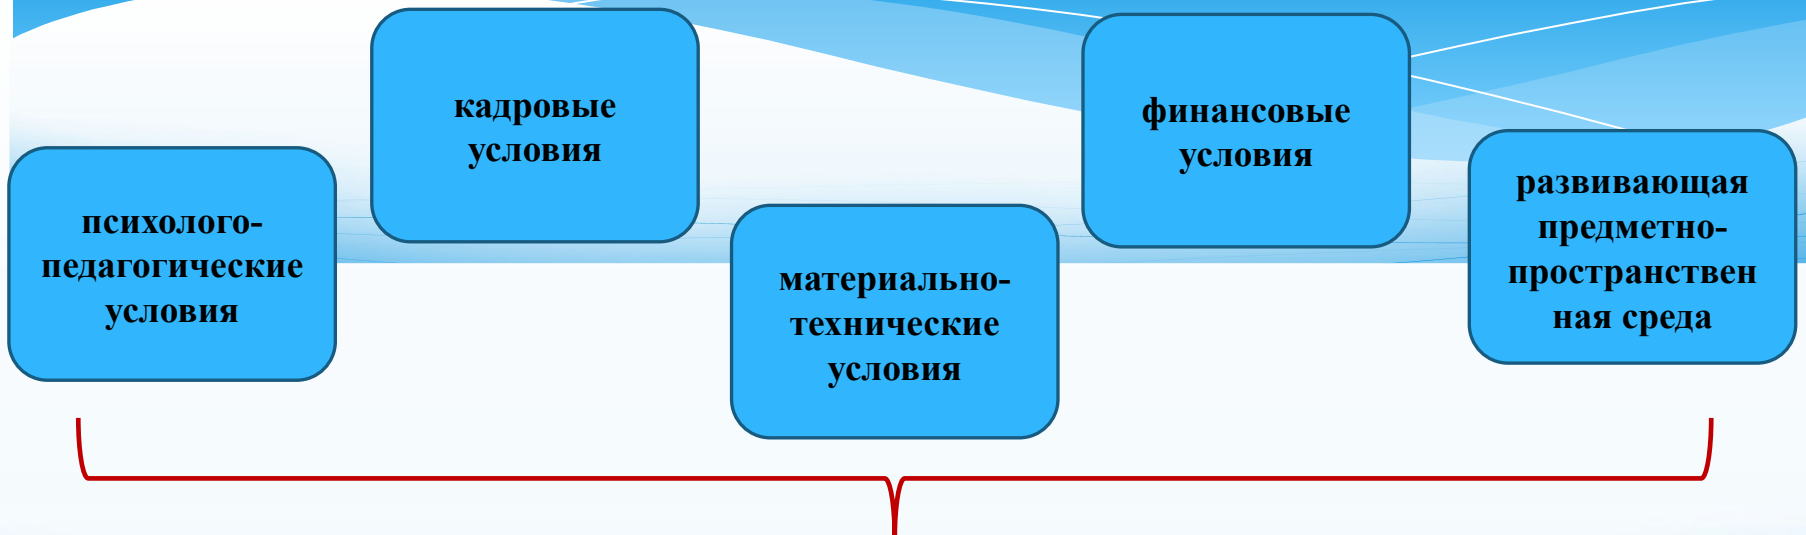 кадровые
условия
финансовые
условия
психолого-
педагогические
условия
материально-
технические
условия
развивающая
предметно-
пространствен
ная среда